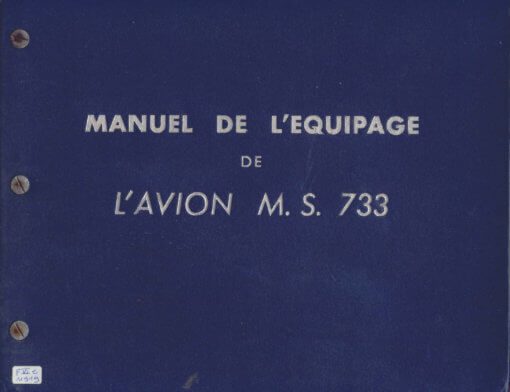 MANUEL DE L'EQUIPAGE
DE
L'AVION M. S. 733